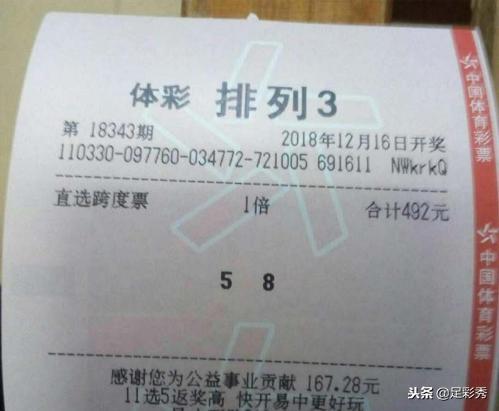 体彩 排列3
第 18343期 2018年12月16日开奖
110330-097760-034772-721005 691611 NWkrkQ
直选跨度票 1倍 合计492元
5 8
感谢您为公益事业贡献 167.28元
11选5返奖高 快开易中更好玩
中国体育彩票
中国体育彩票
头条 @足彩秀